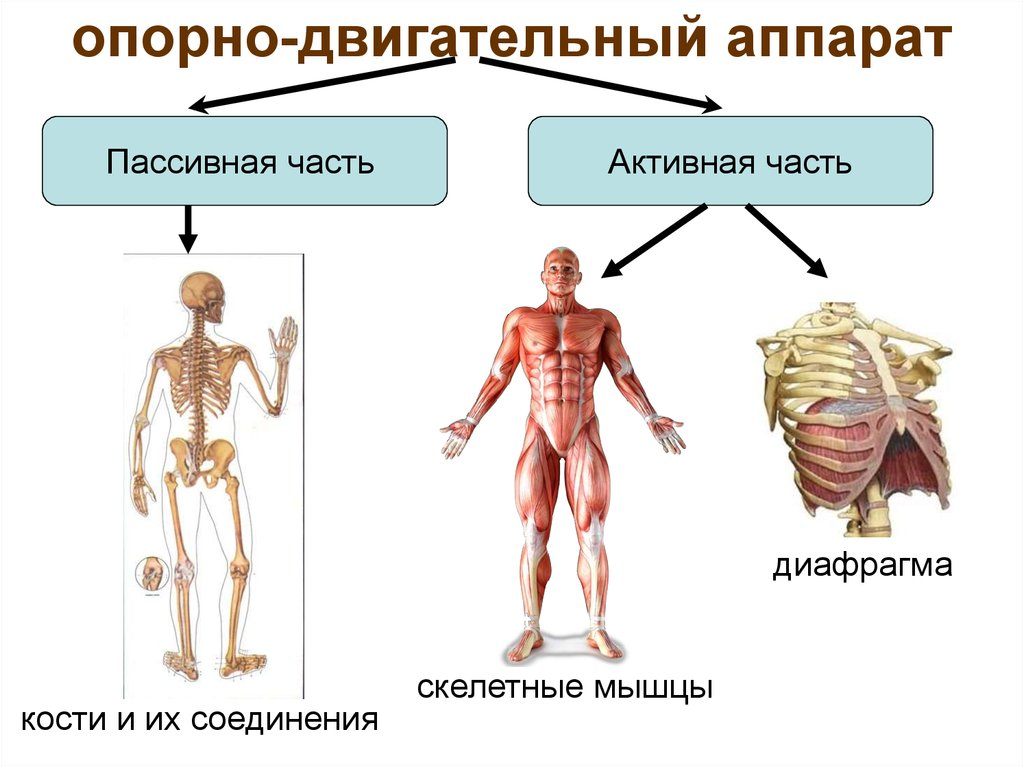 опорно-двигательный аппарат
Пассивная часть
Активная часть
диафрагма
скелетные мышцы
кости и их соединения